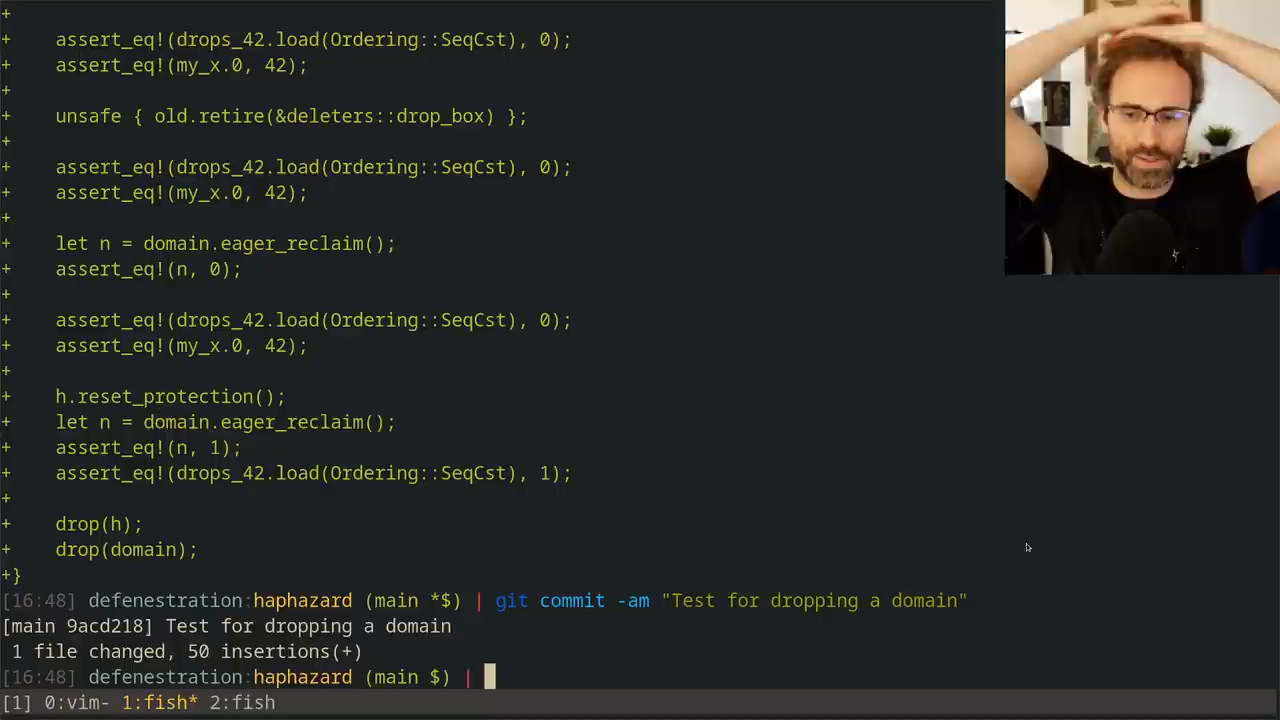 +
+    assert_eq!(drops_42.load(Ordering::SeqCst), 0);
+    assert_eq!(my_x.0, 42);
+
+    unsafe { old.retire(&deleters::drop_box) };
+
+    assert_eq!(drops_42.load(Ordering::SeqCst), 0);
+    assert_eq!(my_x.0, 42);
+
+    let n = domain.eager_reclaim();
+    assert_eq!(n, 0);
+
+    assert_eq!(drops_42.load(Ordering::SeqCst), 0);
+    assert_eq!(my_x.0, 42);
+
+    h.reset_protection();
+    let n = domain.eager_reclaim();
+    assert_eq!(n, 1);
+    assert_eq!(drops_42.load(Ordering::SeqCst), 1);
+
+    drop(h);
+    drop(domain);
+}
[16:48] defenestration:haphazard (main *$) | git commit -am "Test for dropping a domain"
[main 9acd218] Test for dropping a domain
 1 file changed, 50 insertions(+)
[16:48] defenestration:haphazard (main $) |
[1] 0:vim- 1:fish* 2:fish